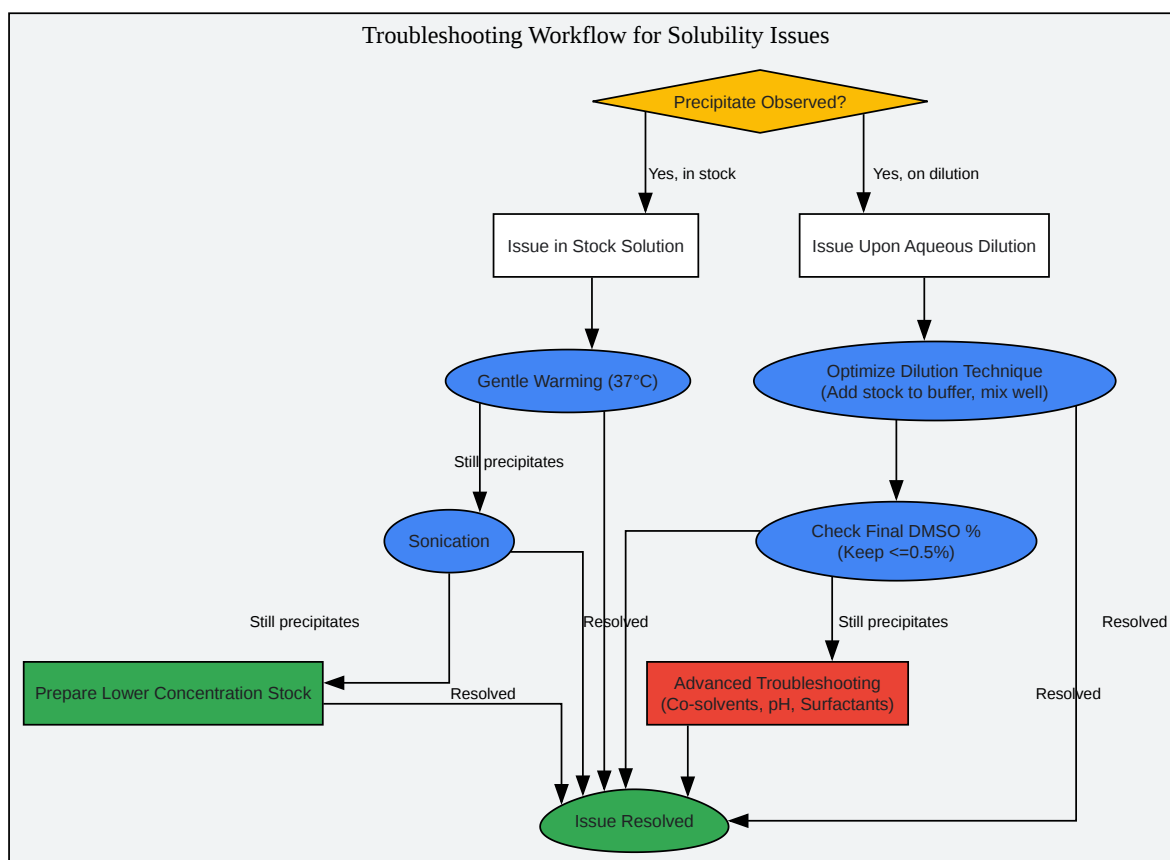 Troubleshooting Workflow for Solubility Issues
Precipitate Observed?
Yes, in stock
Yes, on dilution
Issue in Stock Solution
Issue Upon Aqueous Dilution
Gentle Warming (37°C)
Optimize Dilution Technique
(Add stock to buffer, mix well)
Still precipitates
Sonication
Check Final DMSO %
(Keep <=0.5%)
Still precipitates
Resolved
Still precipitates
Resolved
Prepare Lower Concentration Stock
Resolved
Advanced Troubleshooting
(Co-solvents, pH, Surfactants)
Resolved
Issue Resolved